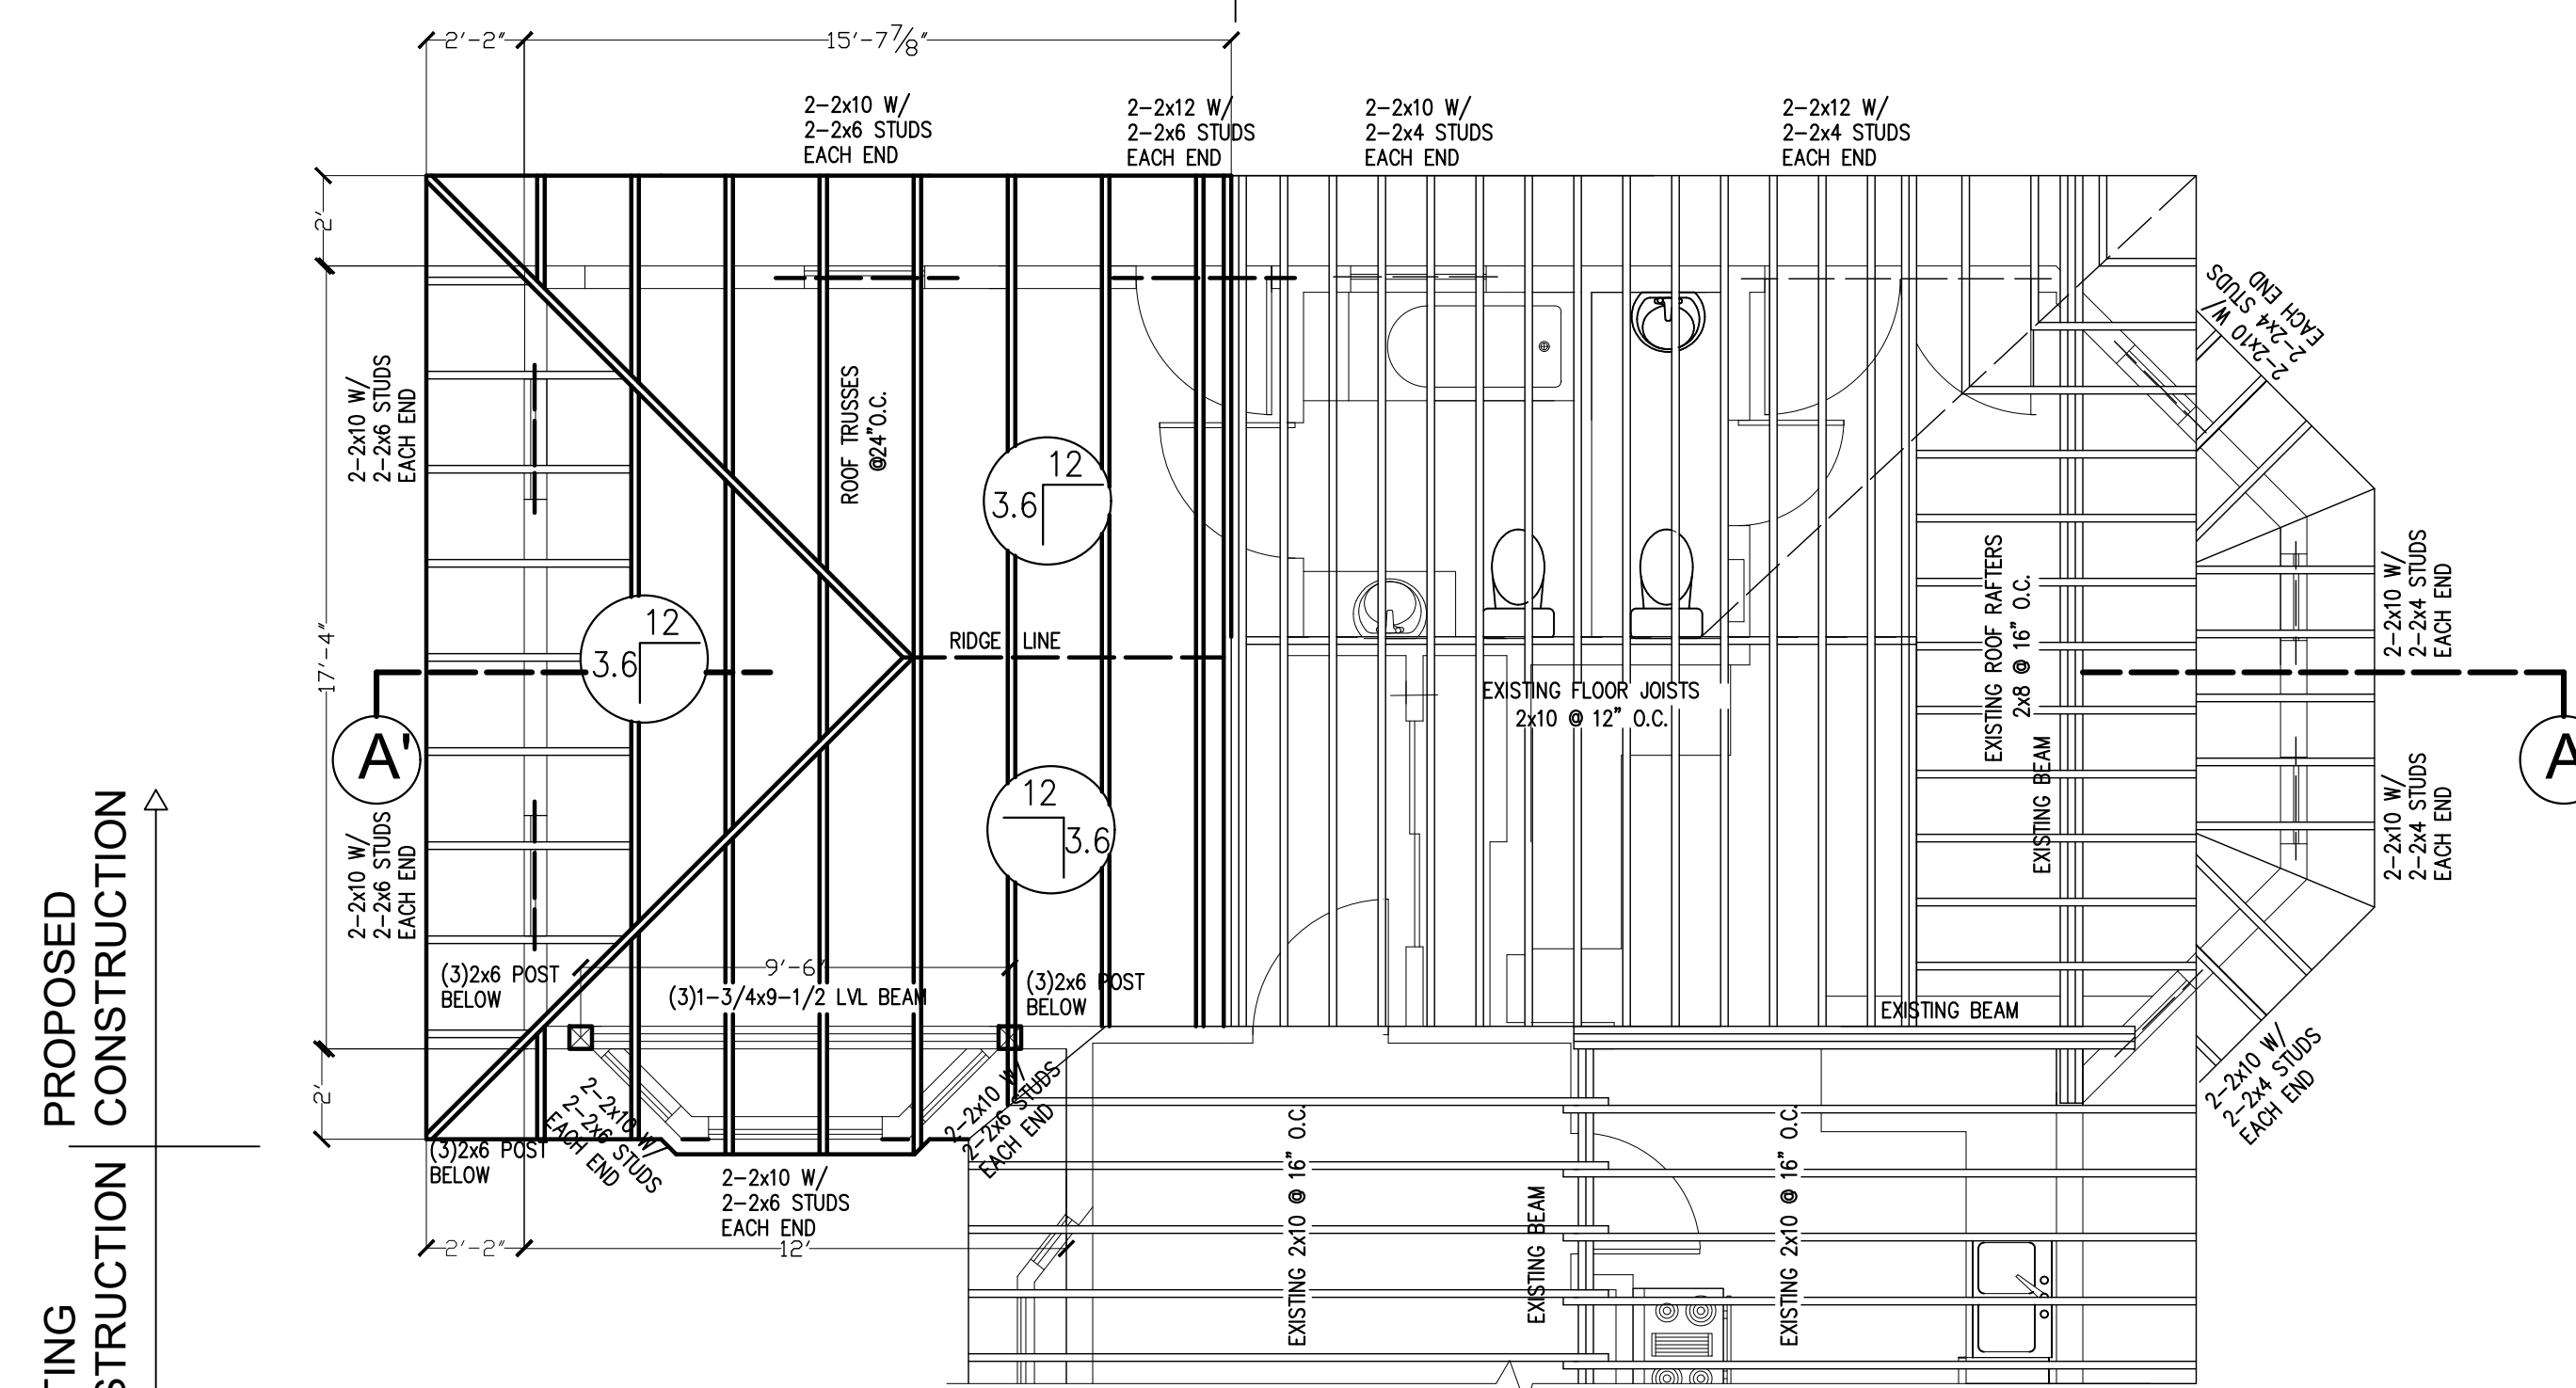 2'-2"
15'-7 7/8"
2-2x10 W/
2-2x6 STUDS
EACH END
2-2x12 W/
2-2x6 STUDS
EACH END
2-2x10 W/
2-2x4 STUDS
EACH END
2-2x12 W/
2-2x4 STUDS
EACH END
2'
2-2x10 W/
2-2x4 STUDS
EACH END
2-2x10 W/
2-2x6 STUDS
EACH END
ROOF TRUSSES
@24"O.C.
12
3.6
17'-4"
12
3.6
RIDGE LINE
EXISTING FLOOR JOISTS
2x10 @ 12" O.C.
EXISTING ROOF RAFTERS
2x8 @ 16" O.C.
2-2x10 W/
2-2x4 STUDS
EACH END
A'
A
12
3.6
EXISTING BEAM
2-2x10 W/
2-2x4 STUDS
EACH END
2-2x10 W/
2-2x6 STUDS
EACH END
PROPOSED
CONSTRUCTION
(3)2x6 POST
BELOW
9'-6"
(3)1-3/4x9-1/2 LVL BEAM
(3)2x6 POST
BELOW
EXISTING BEAM
2'
2-2x10 W/
2-2x6 STUDS
EACH END
2-2x10 W/
2-2x6 STUDS
EACH END
2-2x10 W/
2-2x4 STUDS
EACH END
(3)2x6 POST
BELOW
2-2x10 W/
2-2x6 STUDS
EACH END
EXISTING 2x10 @ 16" O.C.
EXISTING BEAM
EXISTING 2x10 @ 16" O.C.
2'-2"
12'
TING
STRUCTION